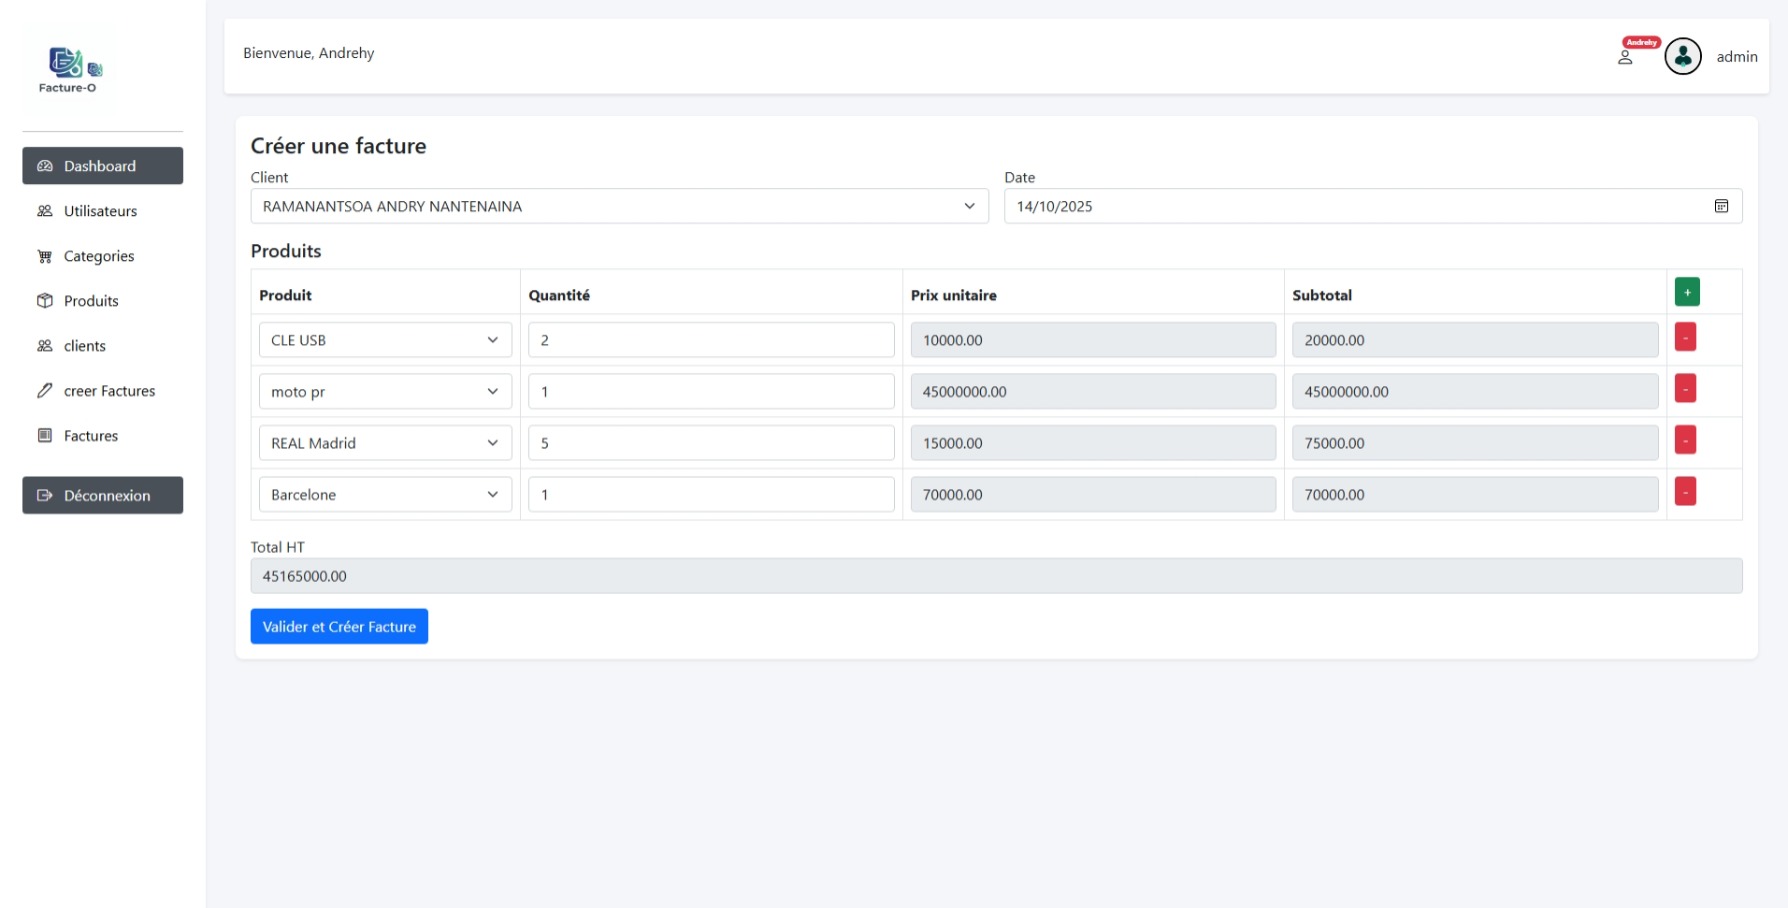 Facture-O
Dashboard
Utilisateurs
Categories
Produits
clients
creer Factures
Factures
Déconnexion
Bienvenue, Andrehy
Andrehy
admin
Créer une facture
Client
Date
RAMANANTSOA ANDRY NANTENAINA
14/10/2025
Produits
Produit Quantité Prix unitaire Subtotal +
CLE USB 2 10000.00 20000.00 -
moto pr 1 45000000.00 45000000.00 -
REAL Madrid 5 15000.00 75000.00 -
Barcelone 1 70000.00 70000.00 -
Total HT
45165000.00
Valider et Créer Facture